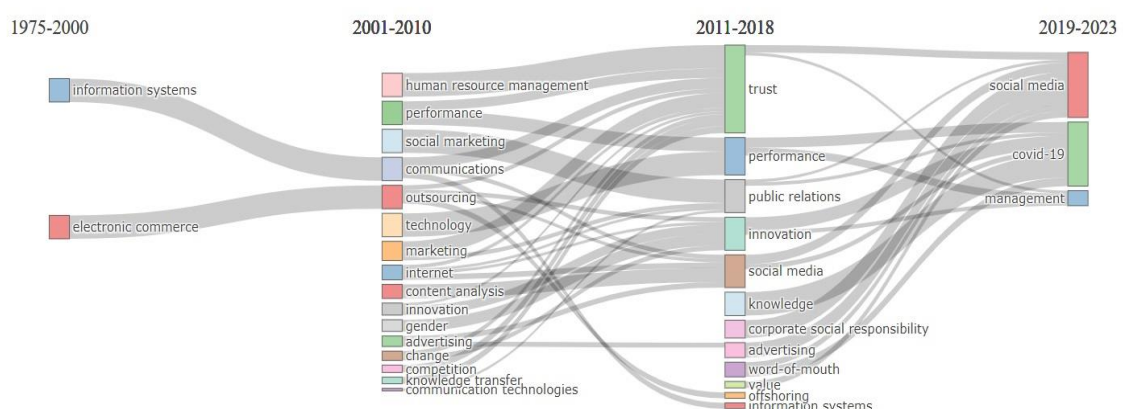 1975-2000
2001-2010
2011-2018
2019-2023
information systems
electronic commerce
human resource management
performance
social marketing
communications
outsourcing
technology
marketing
internet
content analysis
innovation
gender
advertising
change
competition
knowledge transfer
communication technologies
trust
performance
public relations
innovation
social media
knowledge
corporate social responsibility
advertising
word-of-mouth
value
offshoring
information systems
social media
covid-19
management